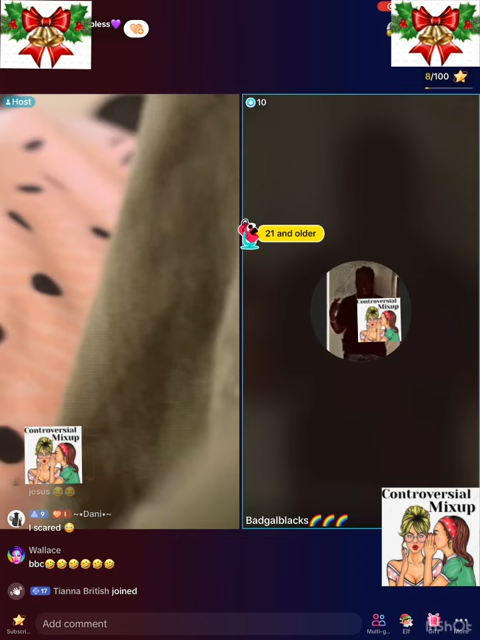 bless💜
8/100
Host
10
21 and older
Controversial
Mixup
Badgalblacks🌈🌈🌈
Controversial
Mixup
jesus 😂😂
9 1 ~•Dani•~
I scared 😋
Wallace
bbc🤣🤣🤣🤣🤣🤣
17 Tianna British joined
Controversial
Mixup
Add comment
Subscri...
Multi-g...
Elf